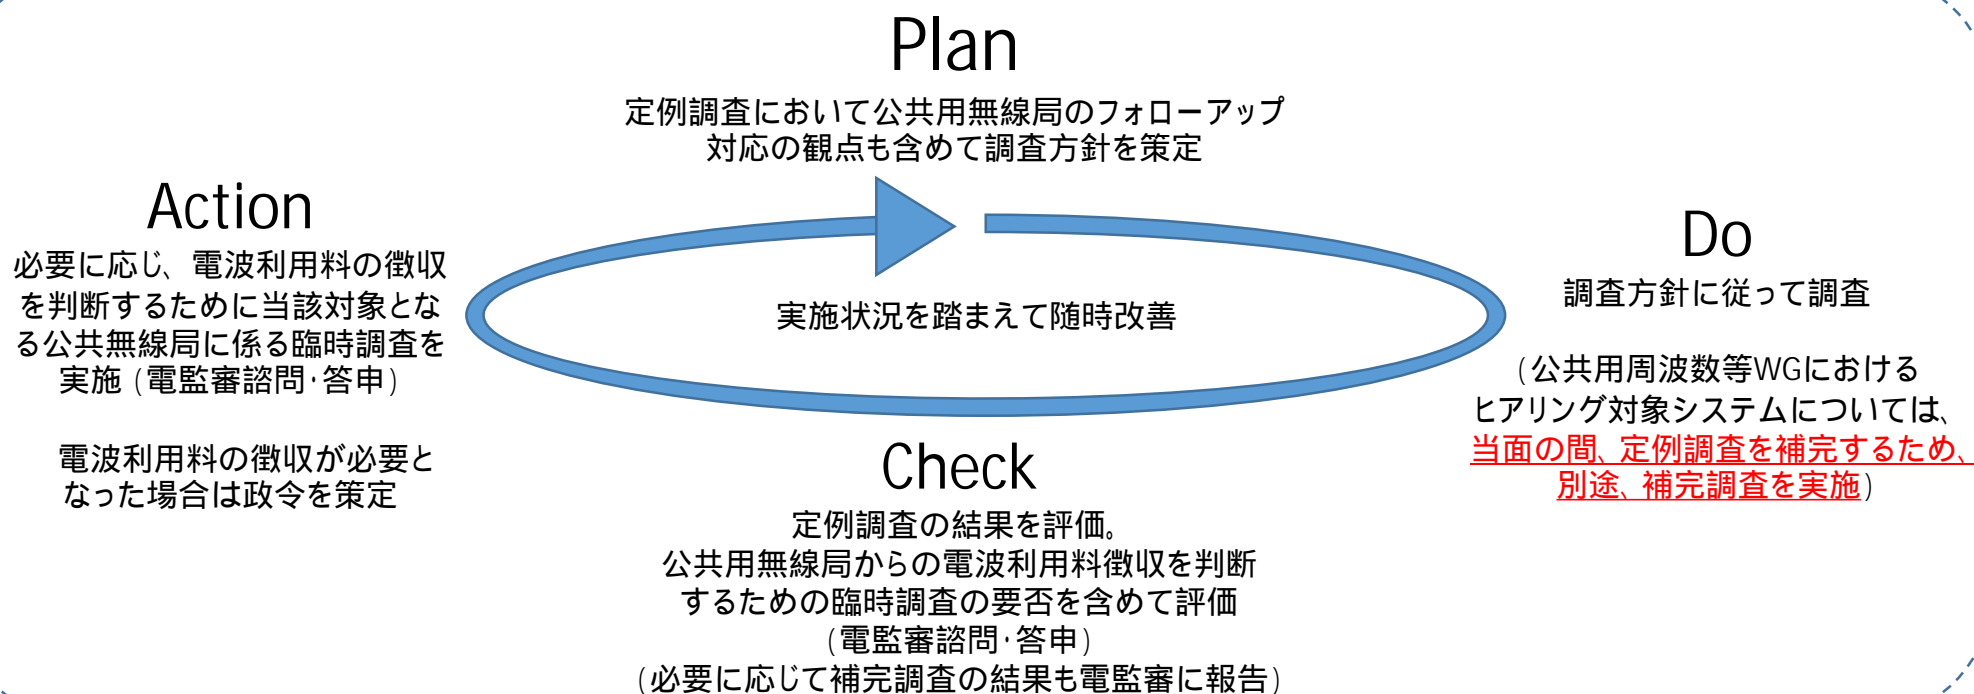 Plan
定例調査において公共用無線局のフォローアップ
対応の観点も含めて調査方針を策定
Action
必要に応じ、電波利用料の徴収
を判断するために当該対象とな
る公共無線局に係る臨時調査を
実施（電監審諮問・答申）
電波利用料の徴収が必要と
なった場合は政令を策定
実施状況を踏まえて随時改善
Do
調査方針に従って調査
（公共用周波数等WGにおける
ヒアリング対象システムについては、
当面の間、定例調査を補完するため、
別途、補完調査を実施）
Check
定例調査の結果を評価。
公共用無線局からの電波利用料徴収を判断
するための臨時調査の要否を含めて評価
（電監審諮問・答申）
（必要に応じて補完調査の結果も電監審に報告）